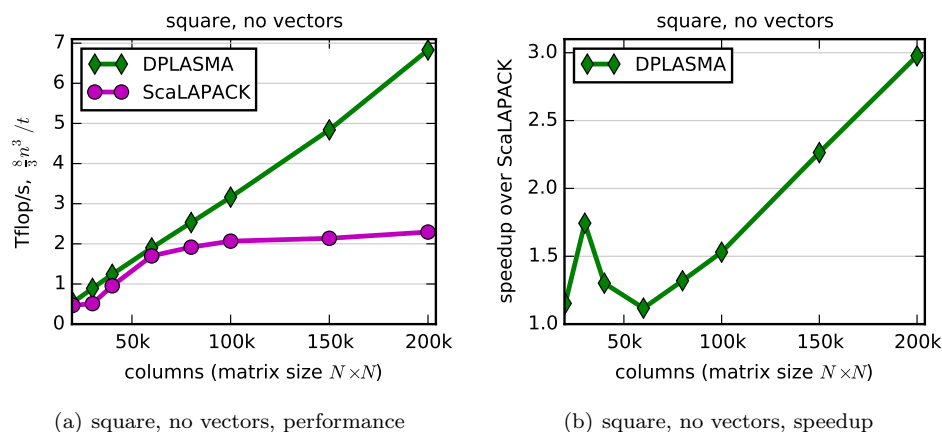 square, no vectors
7
6
5
4
3
2
1
0
Tflop/s, 8/3 n³/t
DPLASMA
ScaLAPACK
50k 100k 150k 200k
columns (matrix size N×N)
(a) square, no vectors, performance
square, no vectors
3.0
2.5
2.0
1.5
1.0
speedup over ScaLAPACK
DPLASMA
50k 100k 150k 200k
columns (matrix size N×N)
(b) square, no vectors, speedup